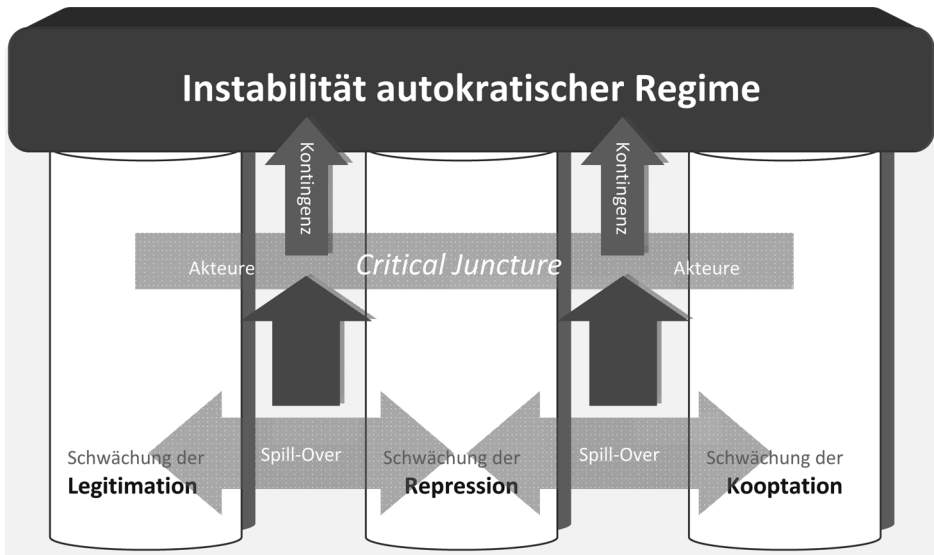 Instabilität autokratischer Regime
Kontingenz
Kontingenz
Akteure
Critical Juncture
Akteure
Spill-Over
Spill-Over
Schwächung der
Legitimation
Schwächung der
Repression
Schwächung der
Kooptation